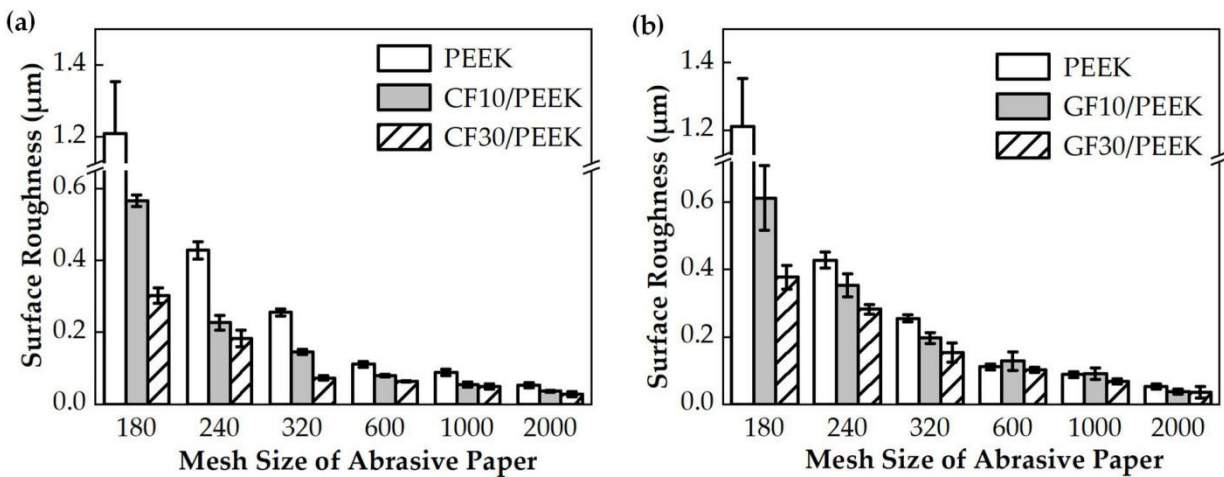 (a)
Surface Roughness (μm)
1.4
1.2
0.6
0.4
0.2
0.0
PEEK
CF10/PEEK
CF30/PEEK
180 240 320 600 1000 2000
Mesh Size of Abrasive Paper
(b)
Surface Roughness (μm)
1.4
1.2
0.6
0.4
0.2
0.0
PEEK
GF10/PEEK
GF30/PEEK
180 240 320 600 1000 2000
Mesh Size of Abrasive Paper